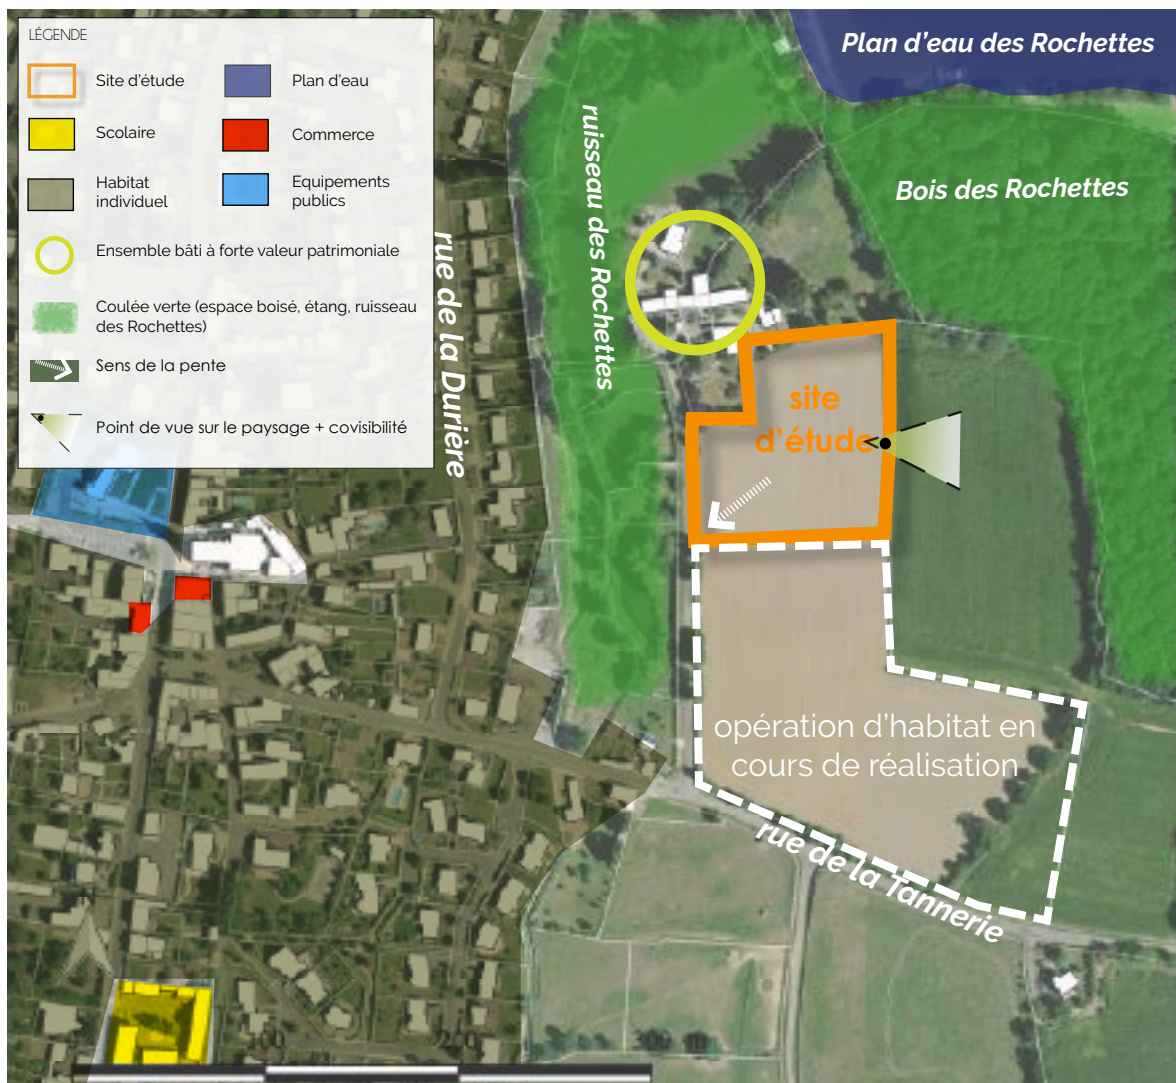 LÉGENDE
Site d'étude
Plan d'eau
Scolaire
Commerce
Habitat
individuel
Equipements
publics
Ensemble bâti à forte valeur patrimoniale
Coulée verte (espace boisé, étang, ruisseau
des Rochettes)
Sens de la pente
Point de vue sur le paysage + covisibilité
Plan d'eau des Rochettes
Bois des Rochettes
ruisseau des Rochettes
rue de la Durière
site
d'étude
opération d'habitat en
cours de réalisation
rue de la Tannerie
100
200
300 m